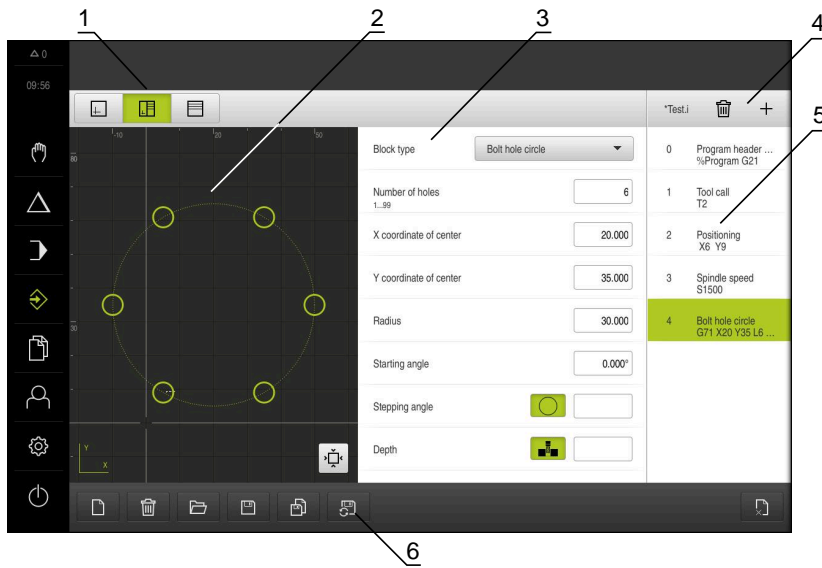 1
2
3
4
5
6
0
09:56
*Test.i
-10
20
50
80
30
Y
X
Block type
Bolt hole circle
Number of holes
1...99
6
X coordinate of center
20.000
Y coordinate of center
35.000
Radius
30.000
Starting angle
0.000°
Stepping angle
Depth
0 Program header ...
%Program G21
1 Tool call
T2
2 Positioning
X6 Y9
3 Spindle speed
S1500
4 Bolt hole circle
G71 X20 Y35 L6 ...